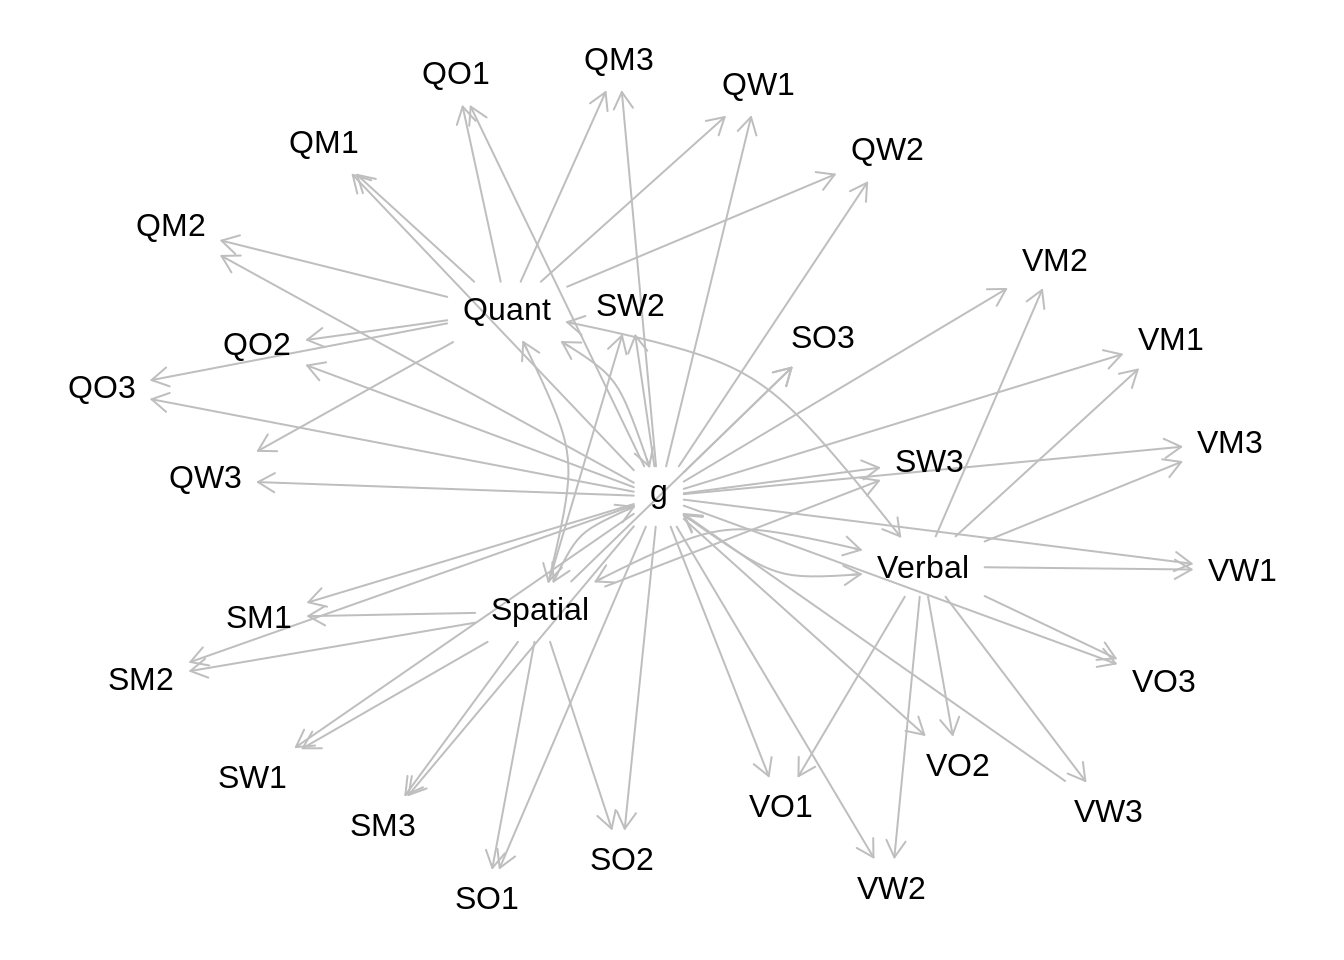 QM3
QO1
QW1
QM1
QW2
QM2
VM2
SW2
Quant
SO3
VM1
QO2
QO3
VM3
SW3
QW3
g
Verbal
VW1
Spatial
SM1
SM2
VO3
VO2
SW1
VO1
VW3
SM3
SO2
VW2
SO1